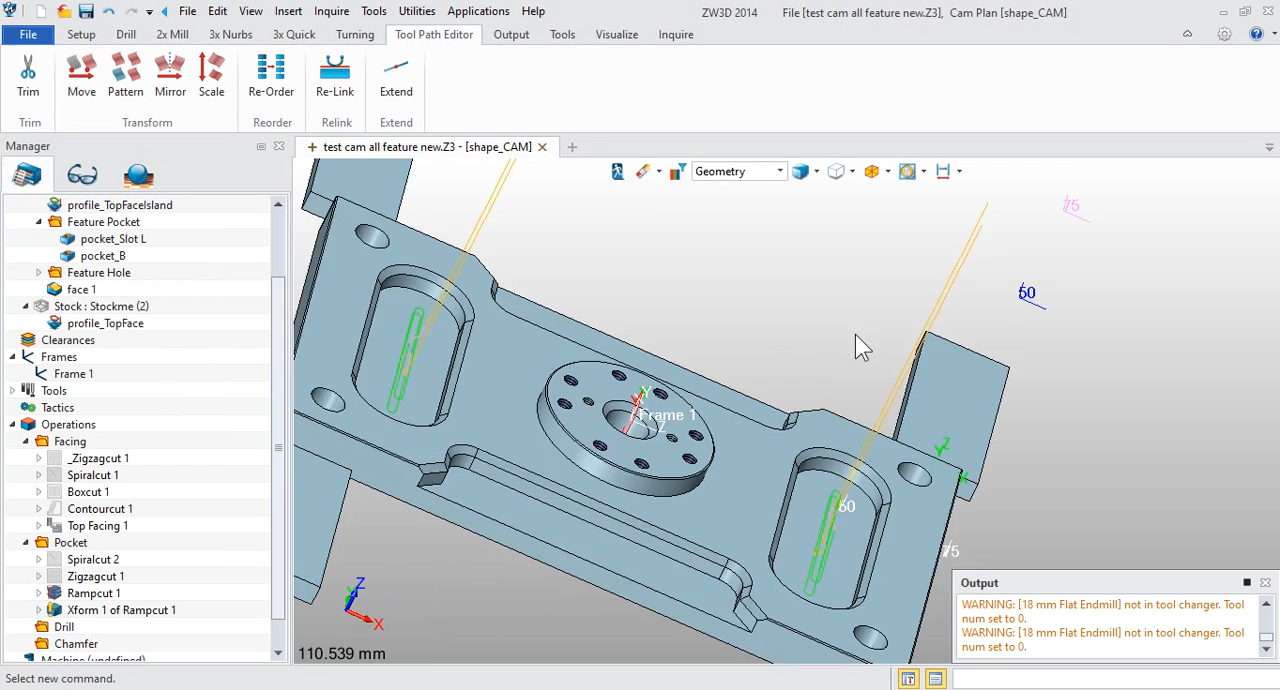 File Edit View Insert Inquire Tools Utilities Applications Help
ZW3D 2014 File [test cam all feature new.Z3], Cam Plan [shape_CAM]
File Setup Drill 2x Mill 3x Nurbs 3x Quick Turning Tool Path Editor Output Tools Visualize Inquire
Trim Move Pattern Mirror Scale Re-Order Re-Link Extend
Trim Transform Reorder Relink Extend
Manager
test cam all feature new.Z3 - [shape_CAM]
Geometry
profile_TopFaceIsland
Feature Pocket
pocket_Slot L
pocket_B
Feature Hole
face 1
Stock : Stockme (2)
profile_TopFace
Clearances
Frames
Frame 1
Tools
Tactics
Operations
Facing
_Zigzagcut 1
Spiralcut 1
Boxcut 1
Contourcut 1
Top Facing 1
Pocket
Spiralcut 2
Zigzagcut 1
Rampcut 1
Xform 1 of Rampcut 1
Drill
Chamfer
Machine (undefined)
75
50
Y
Frame 1
Z
Z
Y
X
50
75
Z
X
110.539 mm
Output
WARNING: [18 mm Flat Endmill] not in tool changer. Tool
num set to 0.
WARNING: [18 mm Flat Endmill] not in tool changer. Tool
num set to 0.
Select new command.